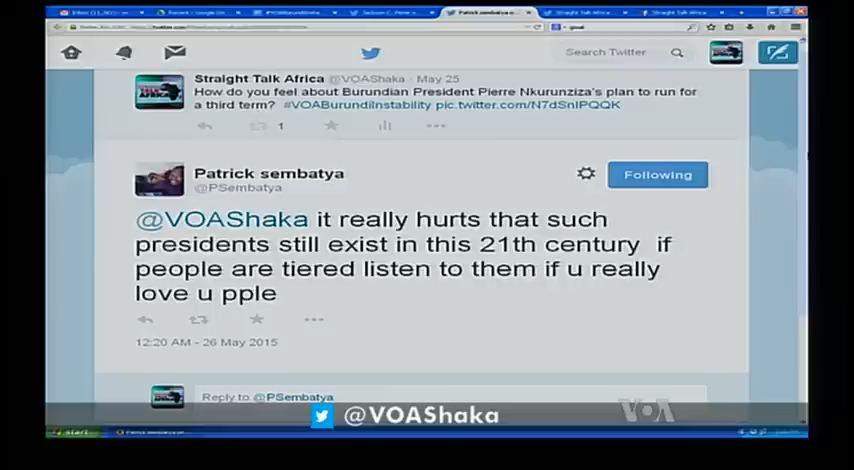 Search Twitter
Straight Talk Africa @VOAShaka · May 25
How do you feel about Burundian President Pierre Nkurunziza's plan to run for
a third term? #VOABurundiInstability pic.twitter.com/N7dSnIPQQK
1
Patrick sembatya
@PSembatya
Following
@VOAShaka it really hurts that such
presidents still exist in this 21th century if
people are tiered listen to them if u really
love u pple
12:20 AM - 26 May 2015
Reply to @PSembatya
@VOAShaka
VOA
start